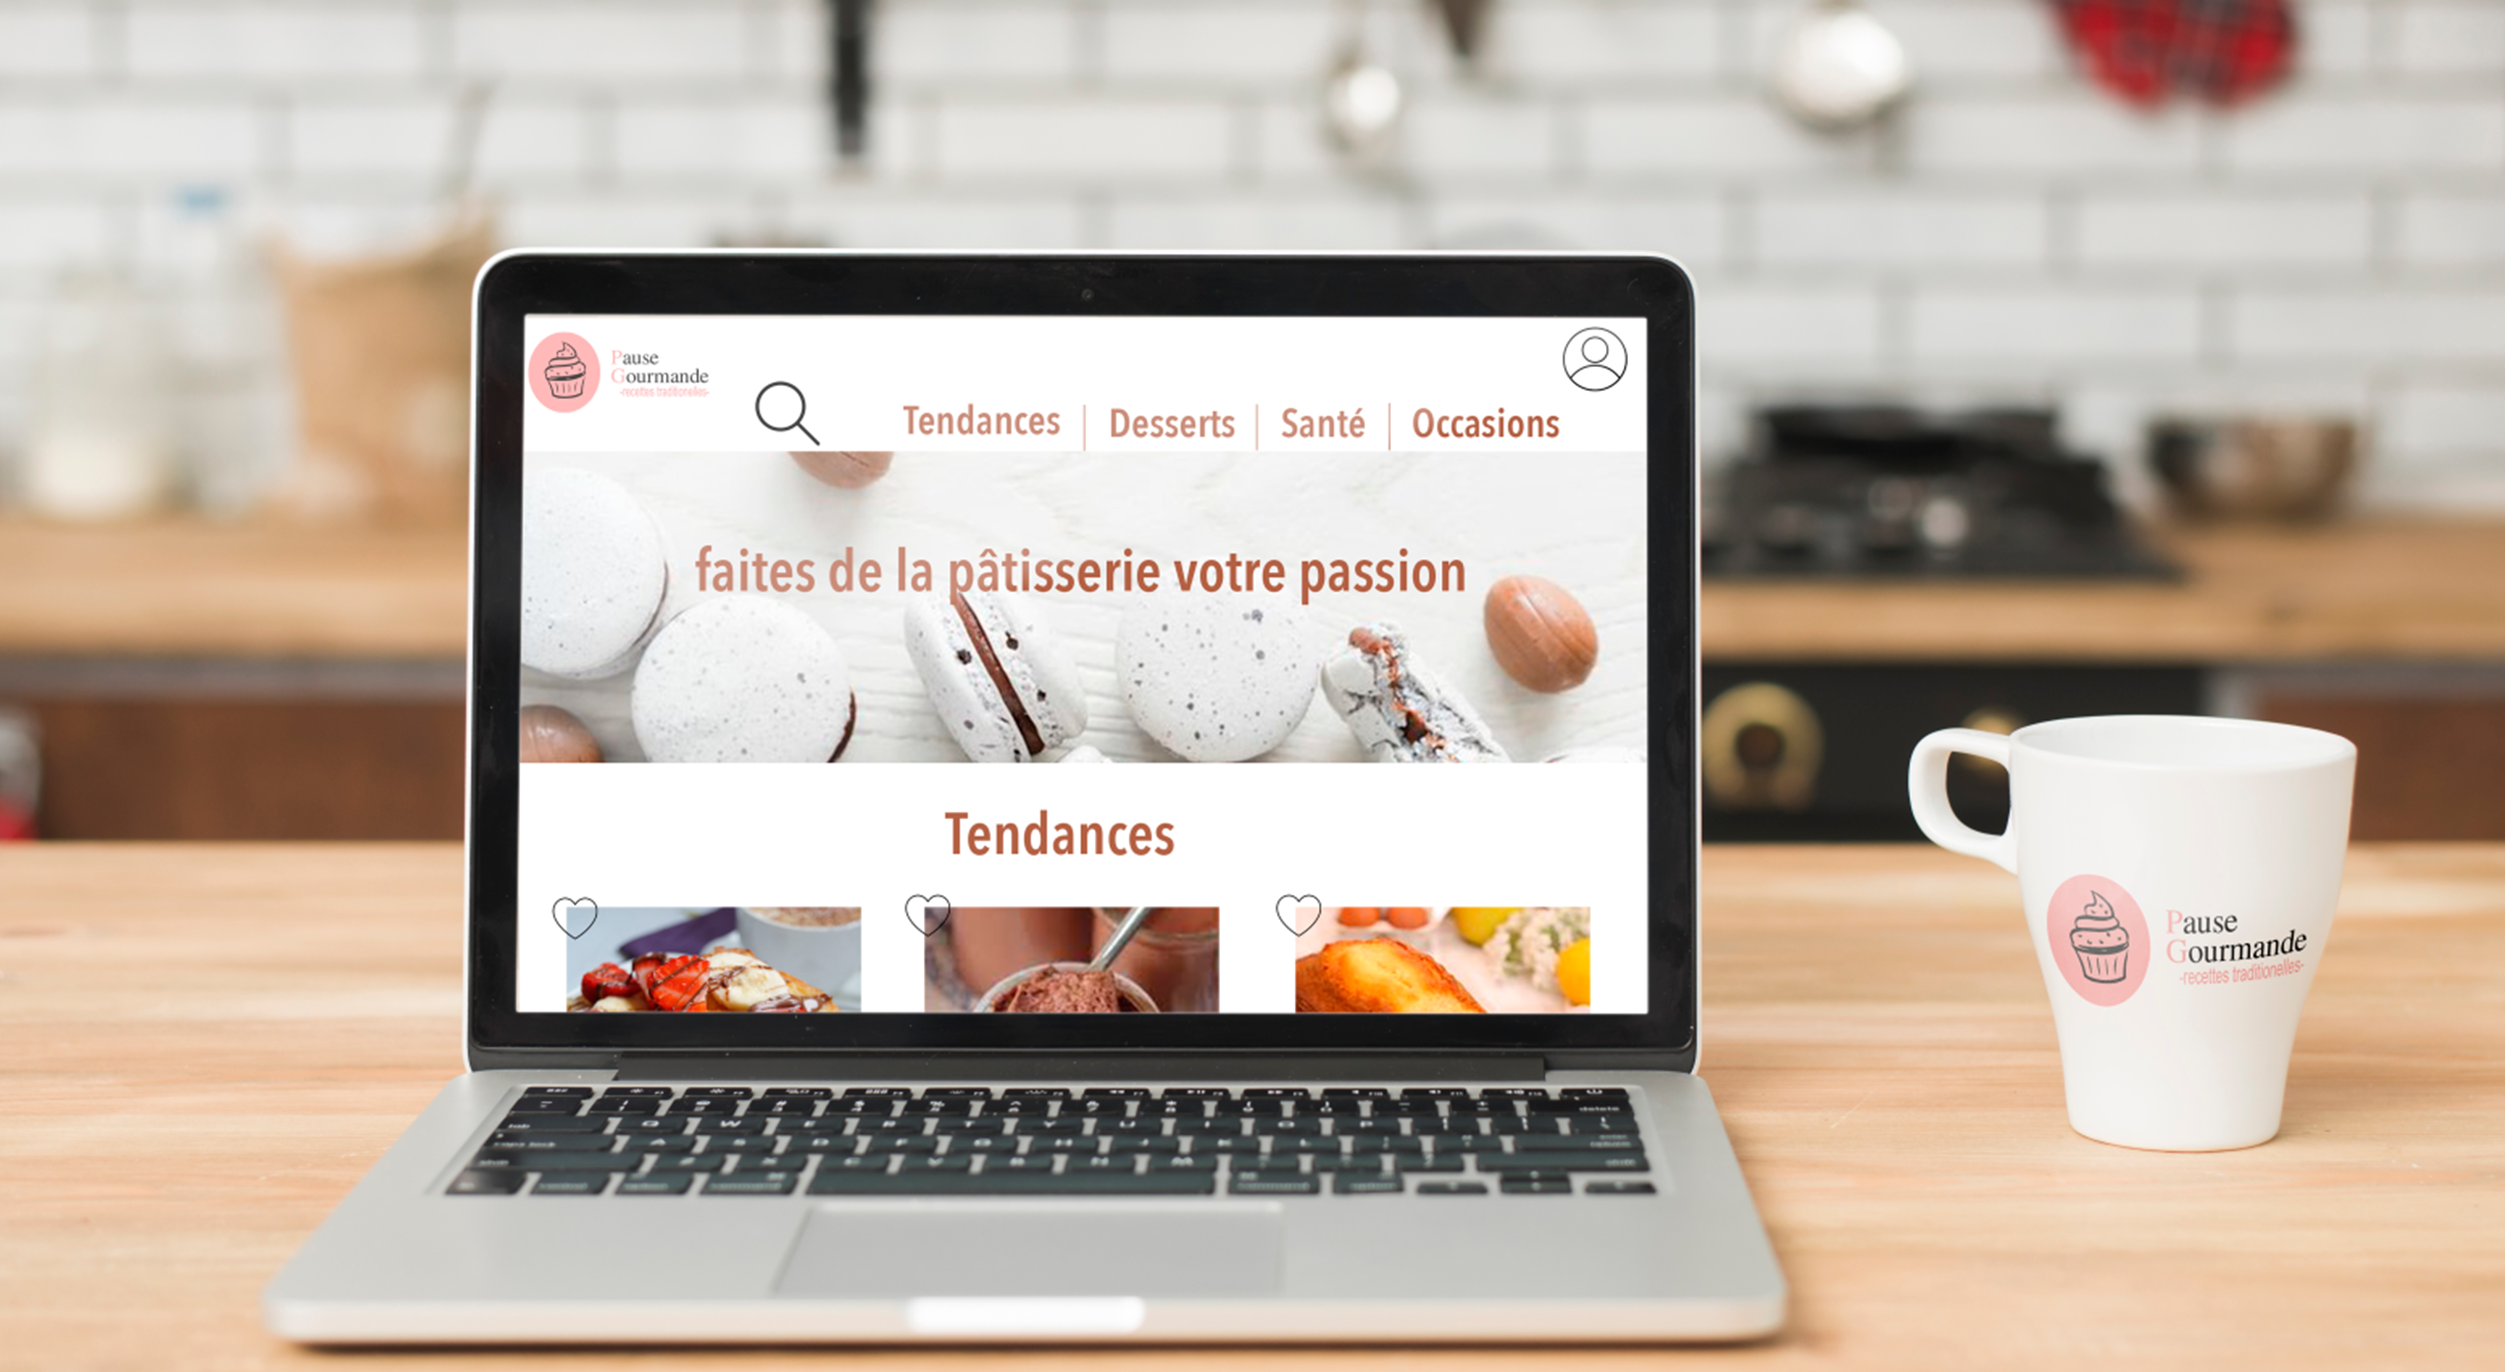 Pause
Gourmande
-recettes traditionelles-
Tendances | Desserts | Santé | Occasions
faites de la pâtisserie votre passion
Tendances
Pause
Gourmande
-recettes traditionelles-
Q W E R T Y U I O P
A S D F G H J K L
Z X C V B N M